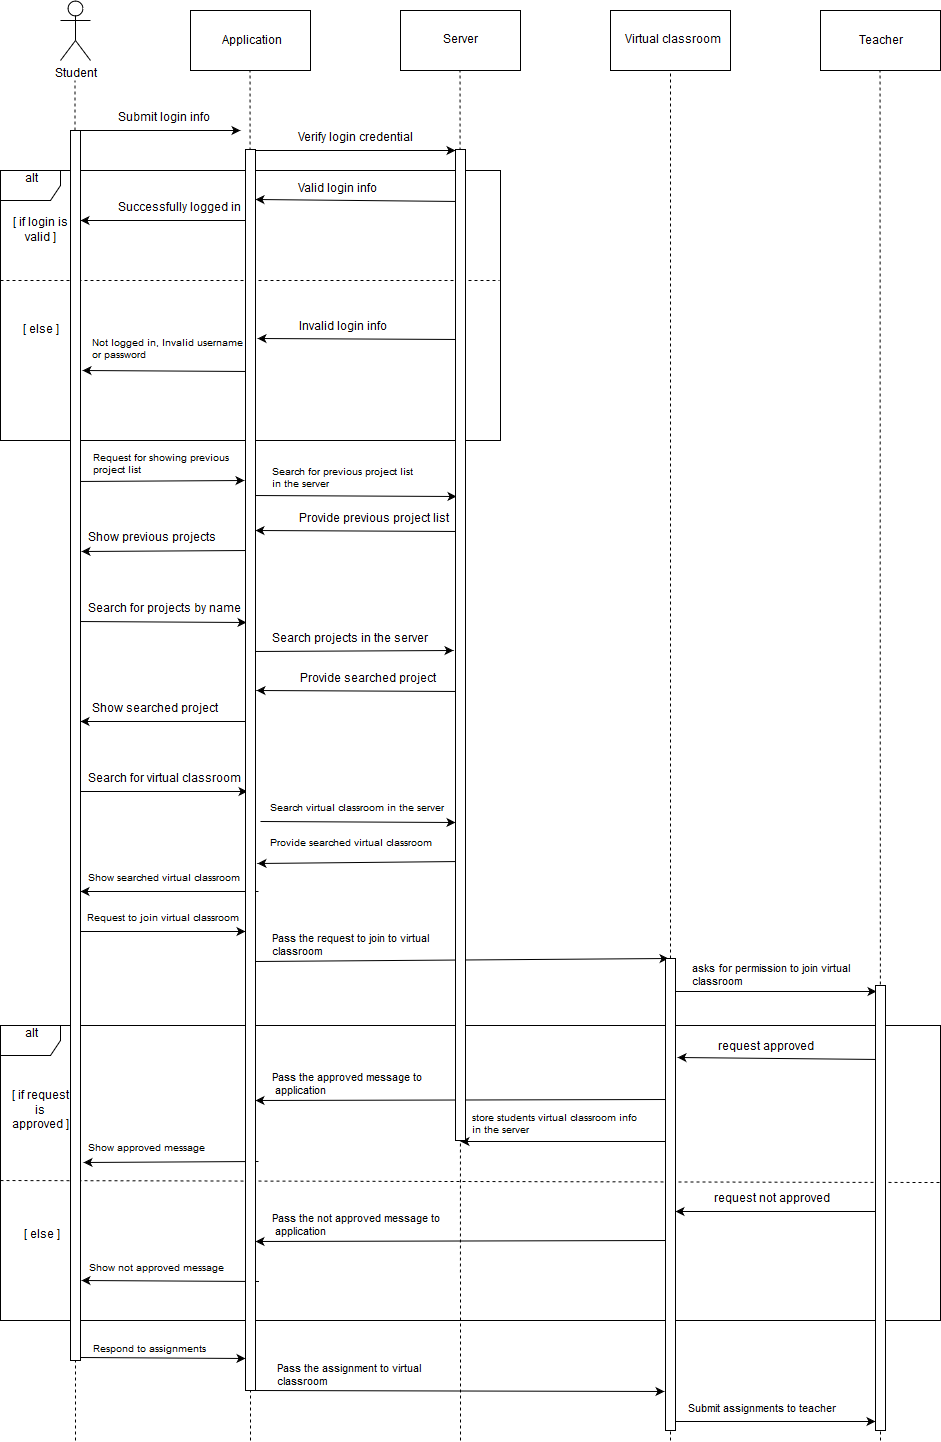 Student
Application
Server
Virtual classroom
Teacher
Submit login info
Verify login credential
alt
Valid login info
Successfully logged in
[ if login is
valid ]
Invalid login info
[ else ]
Not logged in, Invalid username
or password
Request for showing previous
project list
Search for previous project list
in the server
Provide previous project list
Show previous projects
Search for projects by name
Search projects in the server
Provide searched project
Show searched project
Search for virtual classroom
Search virtual classroom in the server
Provide searched virtual classroom
Show searched virtual classroom
Request to join virtual classroom
Pass the request to join to virtual
classroom
asks for permission to join virtual
classroom
alt
request approved
[ if request
is
approved ]
Pass the approved message to
application
store students virtual classroom info
in the server
Show approved message
request not approved
[ else ]
Pass the not approved message to
application
Show not approved message
Respond to assignments
Pass the assignment to virtual
classroom
Submit assignments to teacher